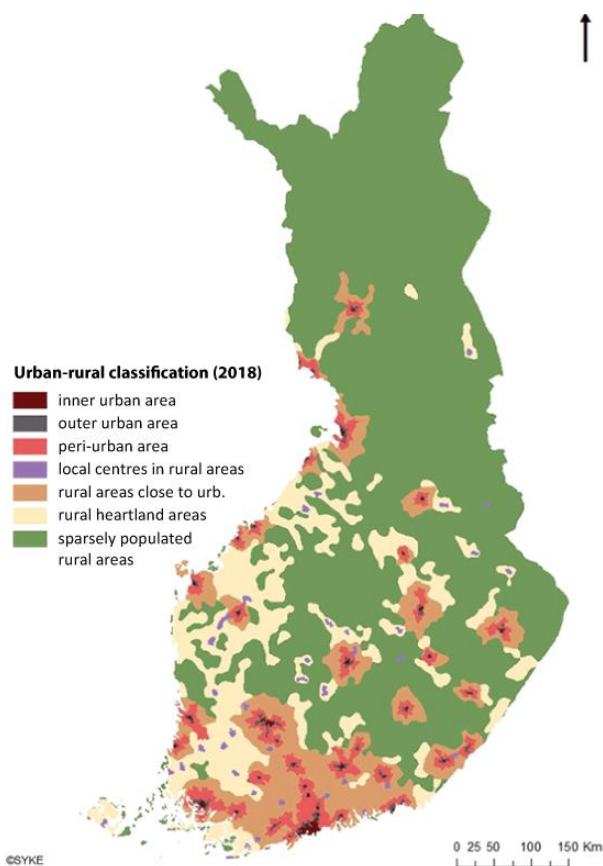 Urban-rural classification (2018)
inner urban area
outer urban area
peri-urban area
local centres in rural areas
rural areas close to urb.
rural heartland areas
sparsely populated
rural areas
©SYKE
0 25 50 100 150 Km